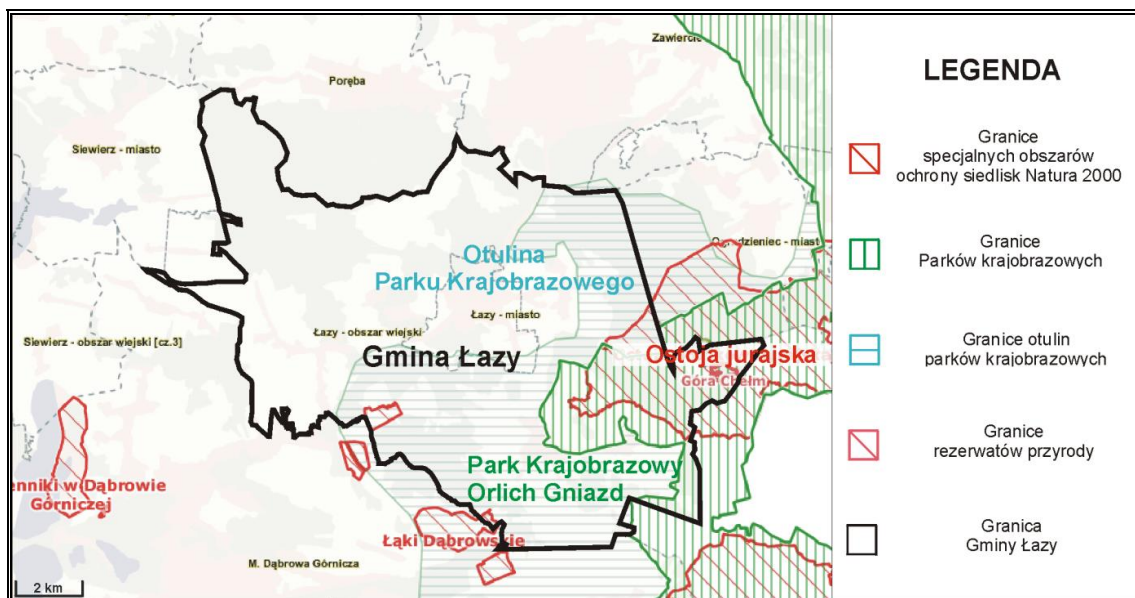 Zawiercie
Poręba
Siewierz - miasto
Otulina
Parku Krajobrazowego
Łazy - obszar wiejski
Łazy - miasto
Siewierz - obszar wiejski [cz.3]
Gmina Łazy
Ostoja jurajska
Góra Chełm
Park Krajobrazowy
Orlich Gniazd
enniki w Dąbrowie
Górniczej
Łąki Dąbrowskie
M. Dąbrowa Górnicza
2 km
LEGENDA
Granice
specjalnych obszarów
ochrony siedlisk Natura 2000
Granice
Parków krajobrazowych
Granice otulin
parków krajobrazowych
Granice
rezerwatów przyrody
Granica
Gminy Łazy